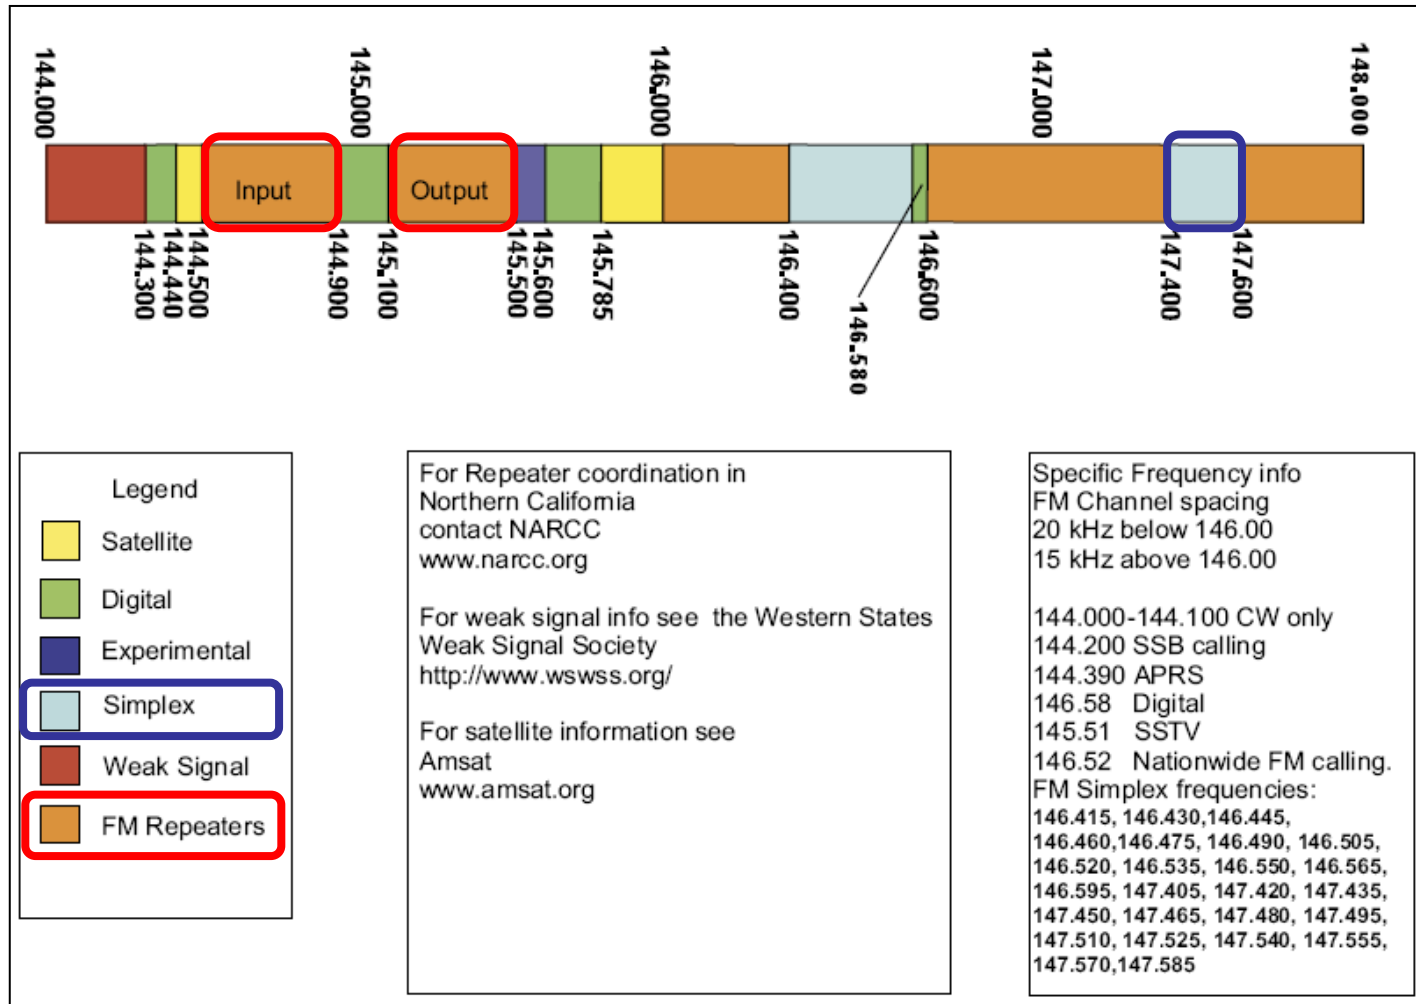 144.000
145.000
146.000
147.000
148.000
Input
Output
144.300
144.440
144.500
144.900
145.100
145.500
145.600
145.785
146.400
146.580
146.600
147.400
147.600
Legend
Satellite
Digital
Experimental
Simplex
Weak Signal
FM Repeaters
For Repeater coordination in
Northern California
contact NARCC
www.narcc.org
For weak signal info see the Western States
Weak Signal Society
http://www.wswss.org/
For satellite information see
Amsat
www.amsat.org
Specific Frequency info
FM Channel spacing
20 kHz below 146.00
15 kHz above 146.00
144.000-144.100 CW only
144.200 SSB calling
144.390 APRS
146.58 Digital
145.51 SSTV
146.52 Nationwide FM calling.
FM Simplex frequencies:
146.415, 146.430,146.445,
146.460,146.475, 146.490, 146.505,
146.520, 146.535, 146.550, 146.565,
146.595, 147.405, 147.420, 147.435,
147.450, 147.465, 147.480, 147.495,
147.510, 147.525, 147.540, 147.555,
147.570,147.585